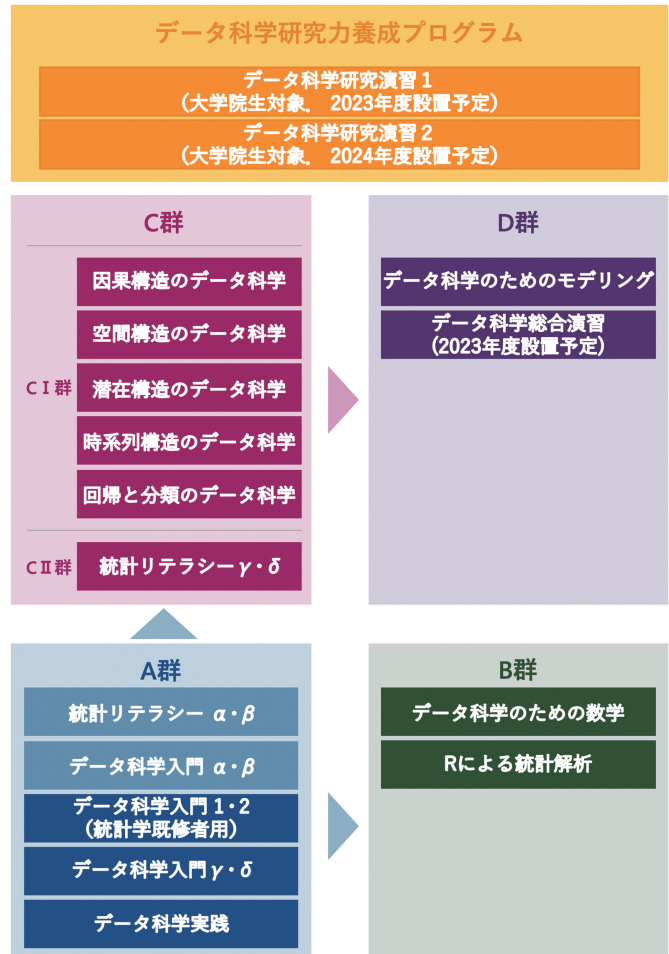 データ科学研究力養成プログラム
データ科学研究演習1
(大学院生対象.　2023年度設置予定)
データ科学研究演習2
(大学院生対象.　2024年度設置予定)
C群
CⅠ群
因果構造のデータ科学
空間構造のデータ科学
潜在構造のデータ科学
時系列構造のデータ科学
回帰と分類のデータ科学
CⅡ群
統計リテラシーγ・δ
D群
データ科学のためのモデリング
データ科学総合演習
(2023年度設置予定)
A群
統計リテラシー α・β
データ科学入門 α・β
データ科学入門 1・2
(統計学既修者用)
データ科学入門 γ・δ
データ科学実践
B群
データ科学のための数学
Rによる統計解析